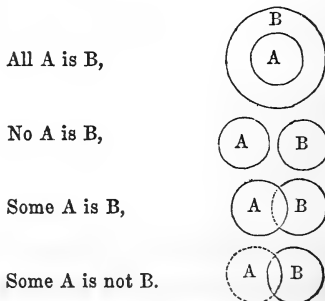 B
All A is B, A
No A is B, A B
Some A is B, A B
Some A is not B. A B